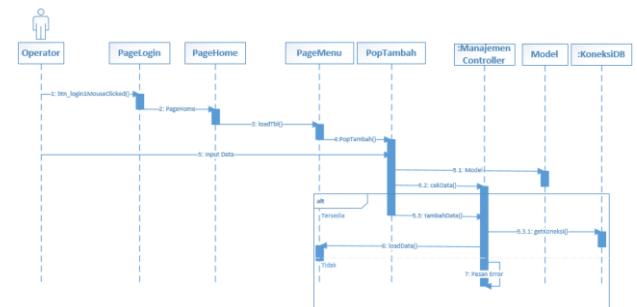 Operator
PageLogin
PageHome
PageMenu
PopTambah
:Manajemen
Controller
Model
:KoneksiDB
1: btn_login1MouseClicked()
2: PageHome
3: loadTbl()
4:PopTambah()
5: Input Data
5.1: Model
5.2: cekData()
alt
Tersedia
5.3: tambahData()
5.3.1: getKoneksi()
6: loadData()
Tidak
7: Pesan Error